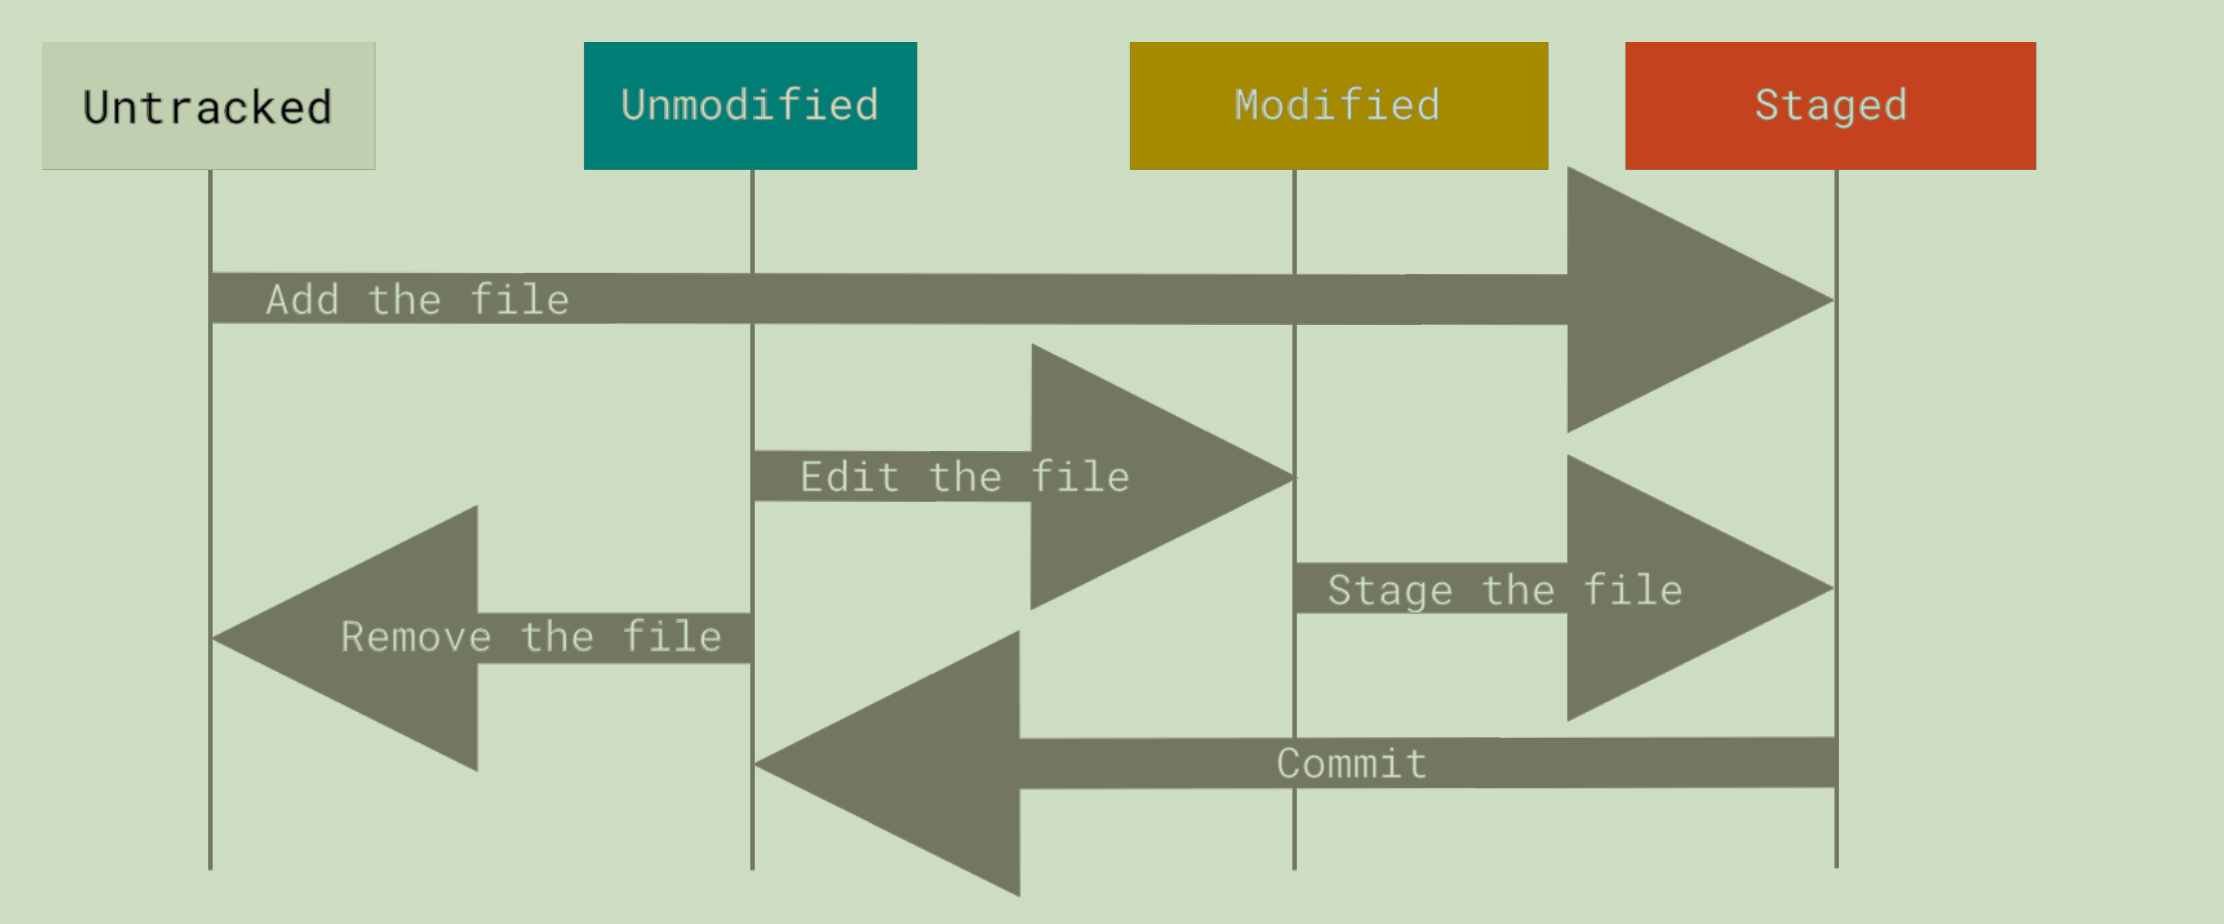 Untracked
Unmodified
Modified
Staged
Add the file
Edit the file
Stage the file
Remove the file
Commit